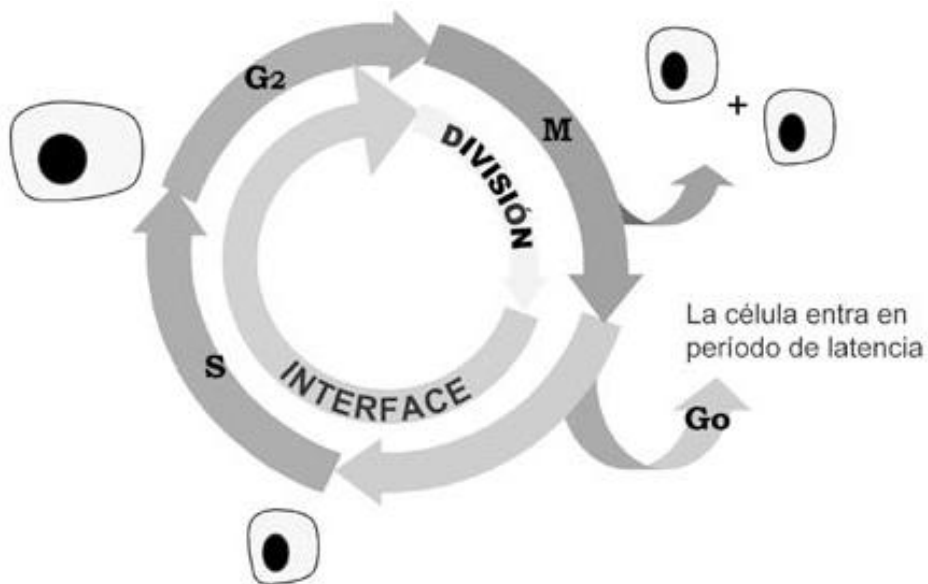 G2
M
+
DIVISIÓN
La célula entra en
período de latencia
S
INTERFACE
Go